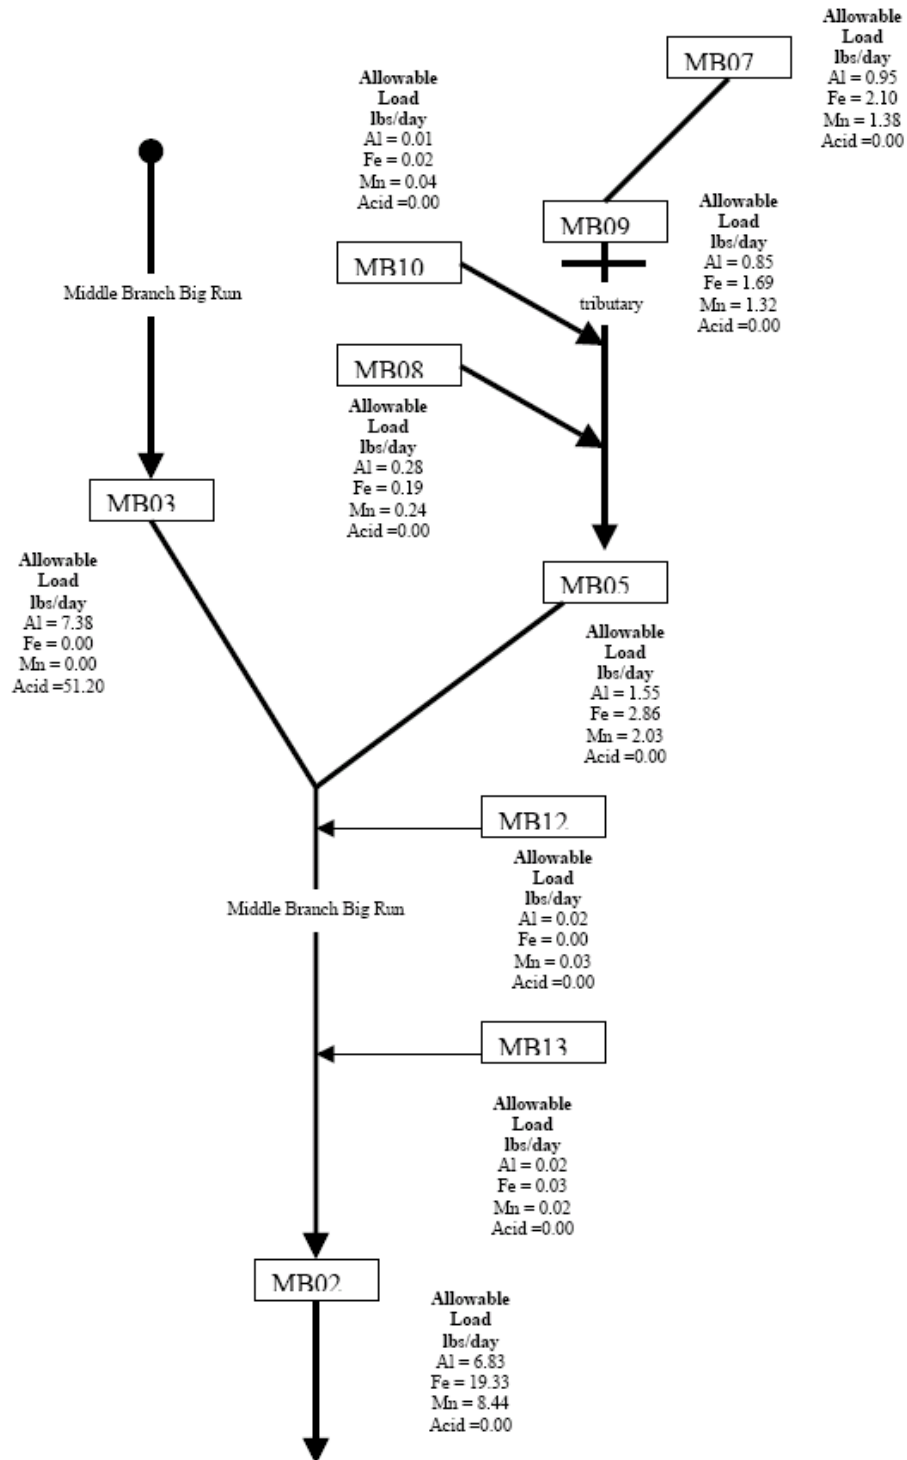 MB07
Allowable
Load
lbs/day
Al = 0.95
Fe = 2.10
Mn = 1.38
Acid =0.00
Allowable
Load
lbs/day
Al = 0.01
Fe = 0.02
Mn = 0.04
Acid =0.00
MB09
Allowable
Load
lbs/day
Al = 0.85
Fe = 1.69
Mn = 1.32
Acid =0.00
MB10
Middle Branch Big Run
tributary
MB08
Allowable
Load
lbs/day
Al = 0.28
Fe = 0.19
Mn = 0.24
Acid =0.00
MB03
Allowable
Load
lbs/day
Al = 7.38
Fe = 0.00
Mn = 0.00
Acid =51.20
MB05
Allowable
Load
lbs/day
Al = 1.55
Fe = 2.86
Mn = 2.03
Acid =0.00
MB12
Allowable
Load
lbs/day
Al = 0.02
Fe = 0.00
Mn = 0.03
Acid =0.00
Middle Branch Big Run
MB13
Allowable
Load
lbs/day
Al = 0.02
Fe = 0.03
Mn = 0.02
Acid =0.00
MB02
Allowable
Load
lbs/day
Al = 6.83
Fe = 19.33
Mn = 8.44
Acid =0.00